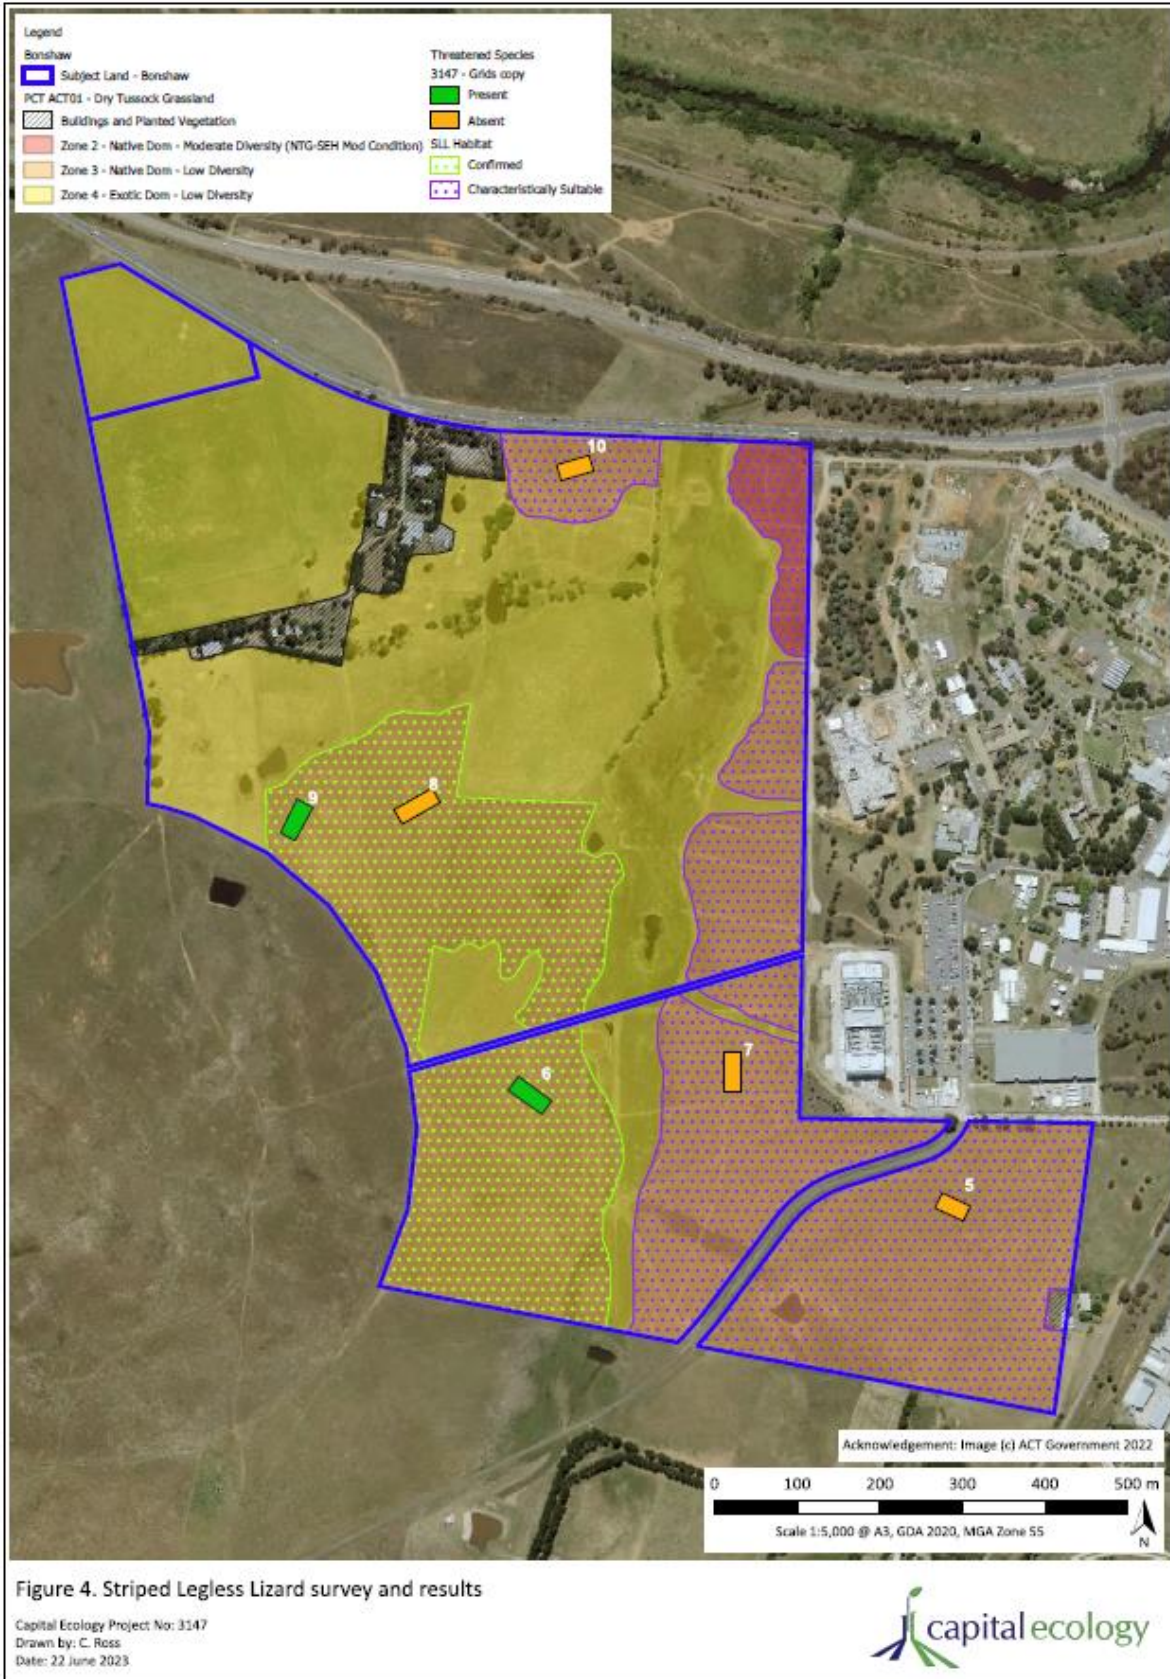 Legend
Bonshaw
Subject Land - Bonshaw
PCT ACT01 - Dry Tussock Grassland
Buildings and Planted Vegetation
Zone 2 - Native Dom - Moderate Diversity (NTG-SEH Mod Condition)
Zone 3 - Native Dom - Low Diversity
Zone 4 - Exotic Dom - Low Diversity
Threatened Species
3147 - Grids copy
Present
Absent
SLL Habitat
Confirmed
Characteristically Suitable
10
9
8
7
6
5
Acknowledgement: Image (c) ACT Government 2022
0 100 200 300 400 500 m
Scale 1:5,000 @ A3, GDA 2020, MGA Zone 55
N
Figure 4. Striped Legless Lizard survey and results
Capital Ecology Project No: 3147
Drawn by: C. Ross
Date: 22 June 2023
capital ecology